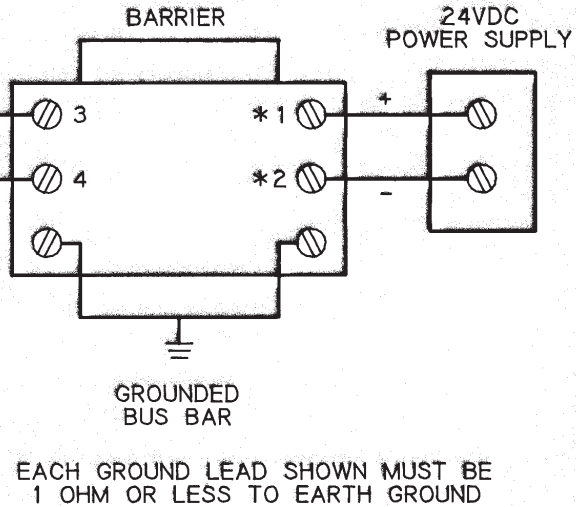 BARRIER
24VDC
POWER SUPPLY
3
*1
+
4
*2
-
GROUNDED
BUS BAR
EACH GROUND LEAD SHOWN MUST BE
1 OHM OR LESS TO EARTH GROUND